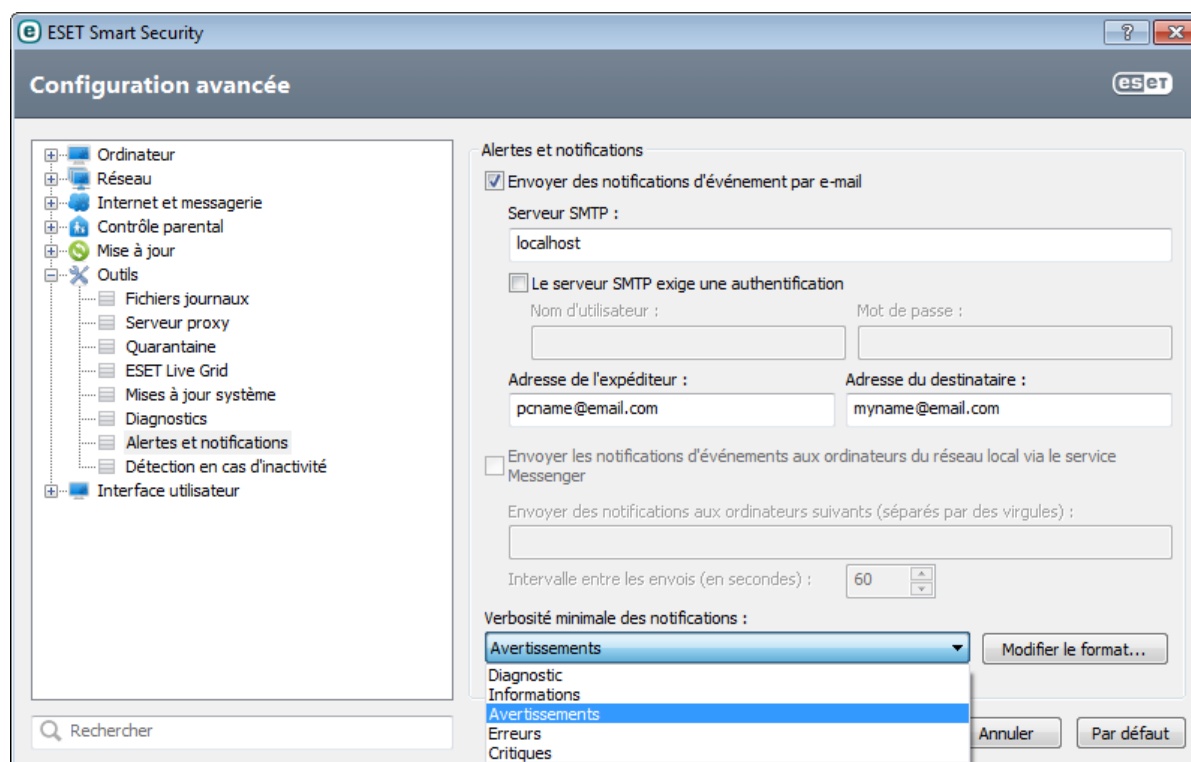 ESET Smart Security
Configuration avancée
eset
Ordinateur
Réseau
Internet et messagerie
Contrôle parental
Mise à jour
Outils
Fichiers journaux
Serveur proxy
Quarantaine
ESET Live Grid
Mises à jour système
Diagnostics
Alertes et notifications
Détection en cas d'inactivité
Interface utilisateur
Rechercher
Alertes et notifications
Envoyer des notifications d'événement par e-mail
Serveur SMTP :
localhost
Le serveur SMTP exige une authentification
Nom d'utilisateur :
Mot de passe :
Adresse de l'expéditeur :
Adresse du destinataire :
pcname@email.com
myname@email.com
Envoyer les notifications d'événements aux ordinateurs du réseau local via le service
Messenger
Envoyer des notifications aux ordinateurs suivants (séparés par des virgules) :
Intervalle entre les envois (en secondes) :
60
Verbosité minimale des notifications :
Avertissements
Modifier le format...
Diagnostic
Informations
Avertissements
Erreurs
Critiques
Annuler
Par défaut